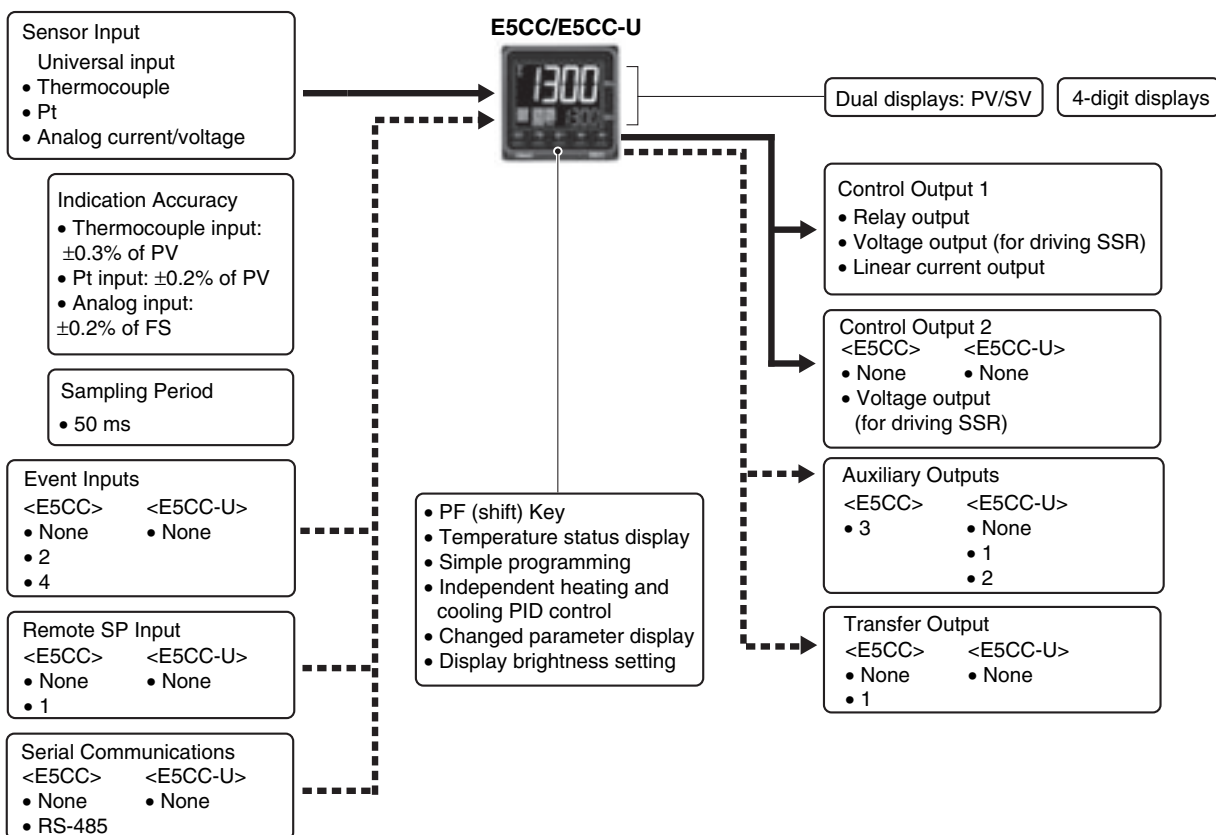 E5CC/E5CC-U
1300
1300
Sensor Input
Universal input
• Thermocouple
• Pt
• Analog current/voltage
Indication Accuracy
• Thermocouple input:
±0.3% of PV
• Pt input: ±0.2% of PV
• Analog input:
±0.2% of FS
Sampling Period
• 50 ms
Event Inputs
<E5CC> <E5CC-U>
• None • None
• 2
• 4
Remote SP Input
<E5CC> <E5CC-U>
• None • None
• 1
Serial Communications
<E5CC> <E5CC-U>
• None • None
• RS-485
• PF (shift) Key
• Temperature status display
• Simple programming
• Independent heating and
cooling PID control
• Changed parameter display
• Display brightness setting
Dual displays: PV/SV
4-digit displays
Control Output 1
• Relay output
• Voltage output (for driving SSR)
• Linear current output
Control Output 2
<E5CC> <E5CC-U>
• None • None
• Voltage output
(for driving SSR)
Auxiliary Outputs
<E5CC> <E5CC-U>
• 3 • None
• 1
• 2
Transfer Output
<E5CC> <E5CC-U>
• None • None
• 1